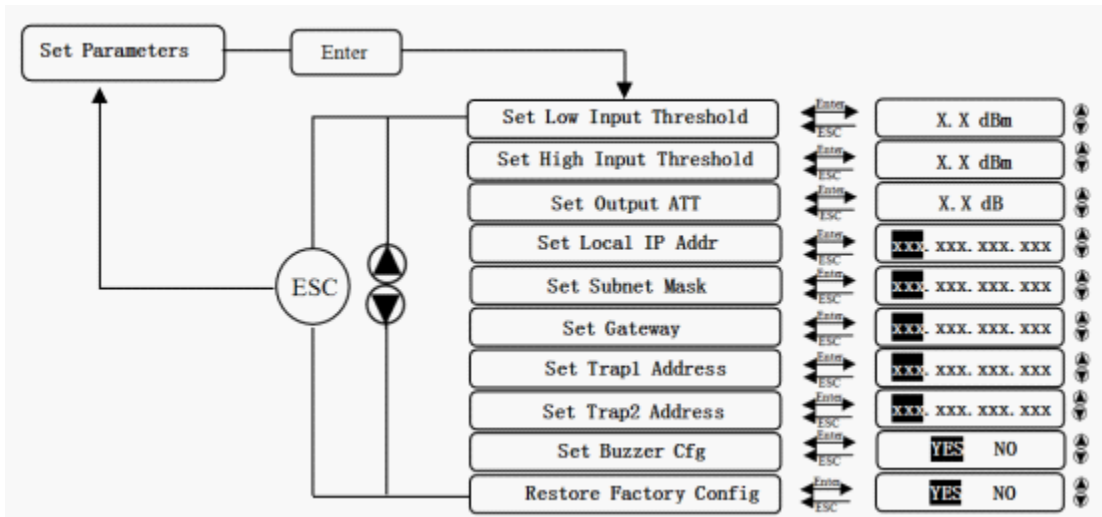 Set Parameters
Enter
Set Low Input Threshold
Enter
ESC
X.X dBm
Set High Input Threshold
Enter
ESC
X.X dBm
Set Output ATT
Enter
ESC
X.X dB
Set Local IP Addr
Enter
ESC
xxx.xxx.xxx.xxx
Set Subnet Mask
Enter
ESC
xxx.xxx.xxx.xxx
Set Gateway
Enter
ESC
xxx.xxx.xxx.xxx
Set Trap1 Address
Enter
ESC
xxx.xxx.xxx.xxx
Set Trap2 Address
Enter
ESC
xxx.xxx.xxx.xxx
Set Buzzer Cfg
Enter
ESC
YES NO
Restore Factory Config
Enter
ESC
YES NO
ESC